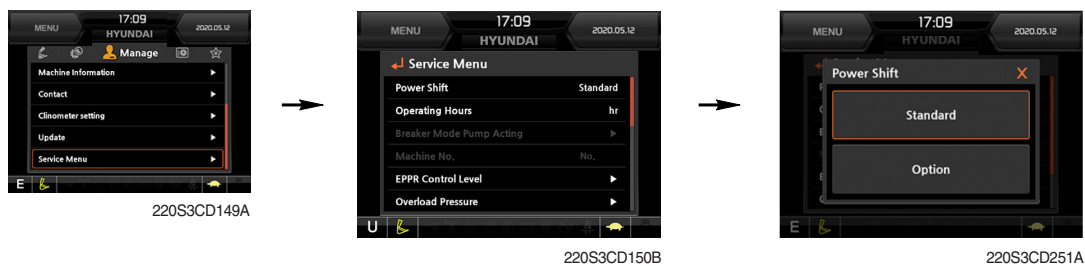 MENU 17:09 2020.05.12
HYUNDAI
Manage
Machine Information
Contact
Clinometer setting
Update
Service Menu
E
220S3CD149A
MENU 17:09 2020.05.12
HYUNDAI
Service Menu
Power Shift Standard
Operating Hours hr
Breaker Mode Pump Acting
Machine No. No.
EPPR Control Level
Overload Pressure
U
220S3CD150B
MENU 17:09 2020.05.12
HYUNDAI
Power Shift X
Standard
Option
E
220S3CD251A